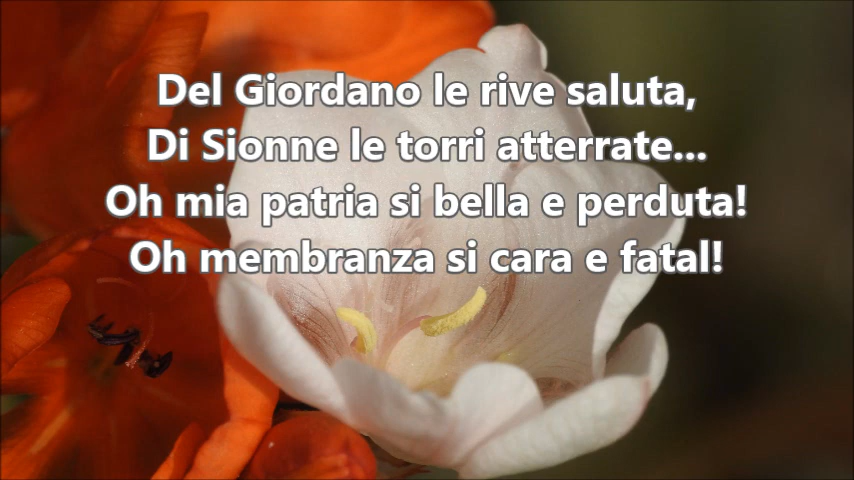 Del Giordano le rive saluta,
Di Sionne le torri atterrate...
Oh mia patria si bella e perduta!
Oh membranza si cara e fatal!